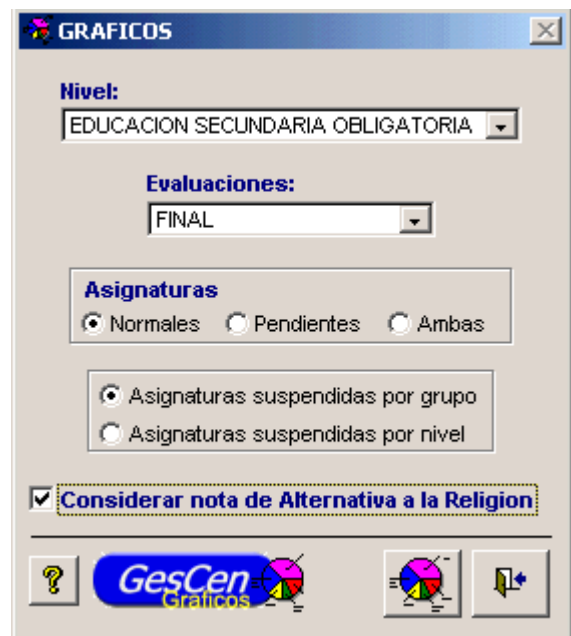 GRAFICOS
Nivel:
EDUCACION SECUNDARIA OBLIGATORIA
Evaluaciones:
FINAL
Asignaturas
Normales Pendientes Ambas
Asignaturas suspendidas por grupo
Asignaturas suspendidas por nivel
Considerar nota de Alternativa a la Religion
?
GesCen
Graficos